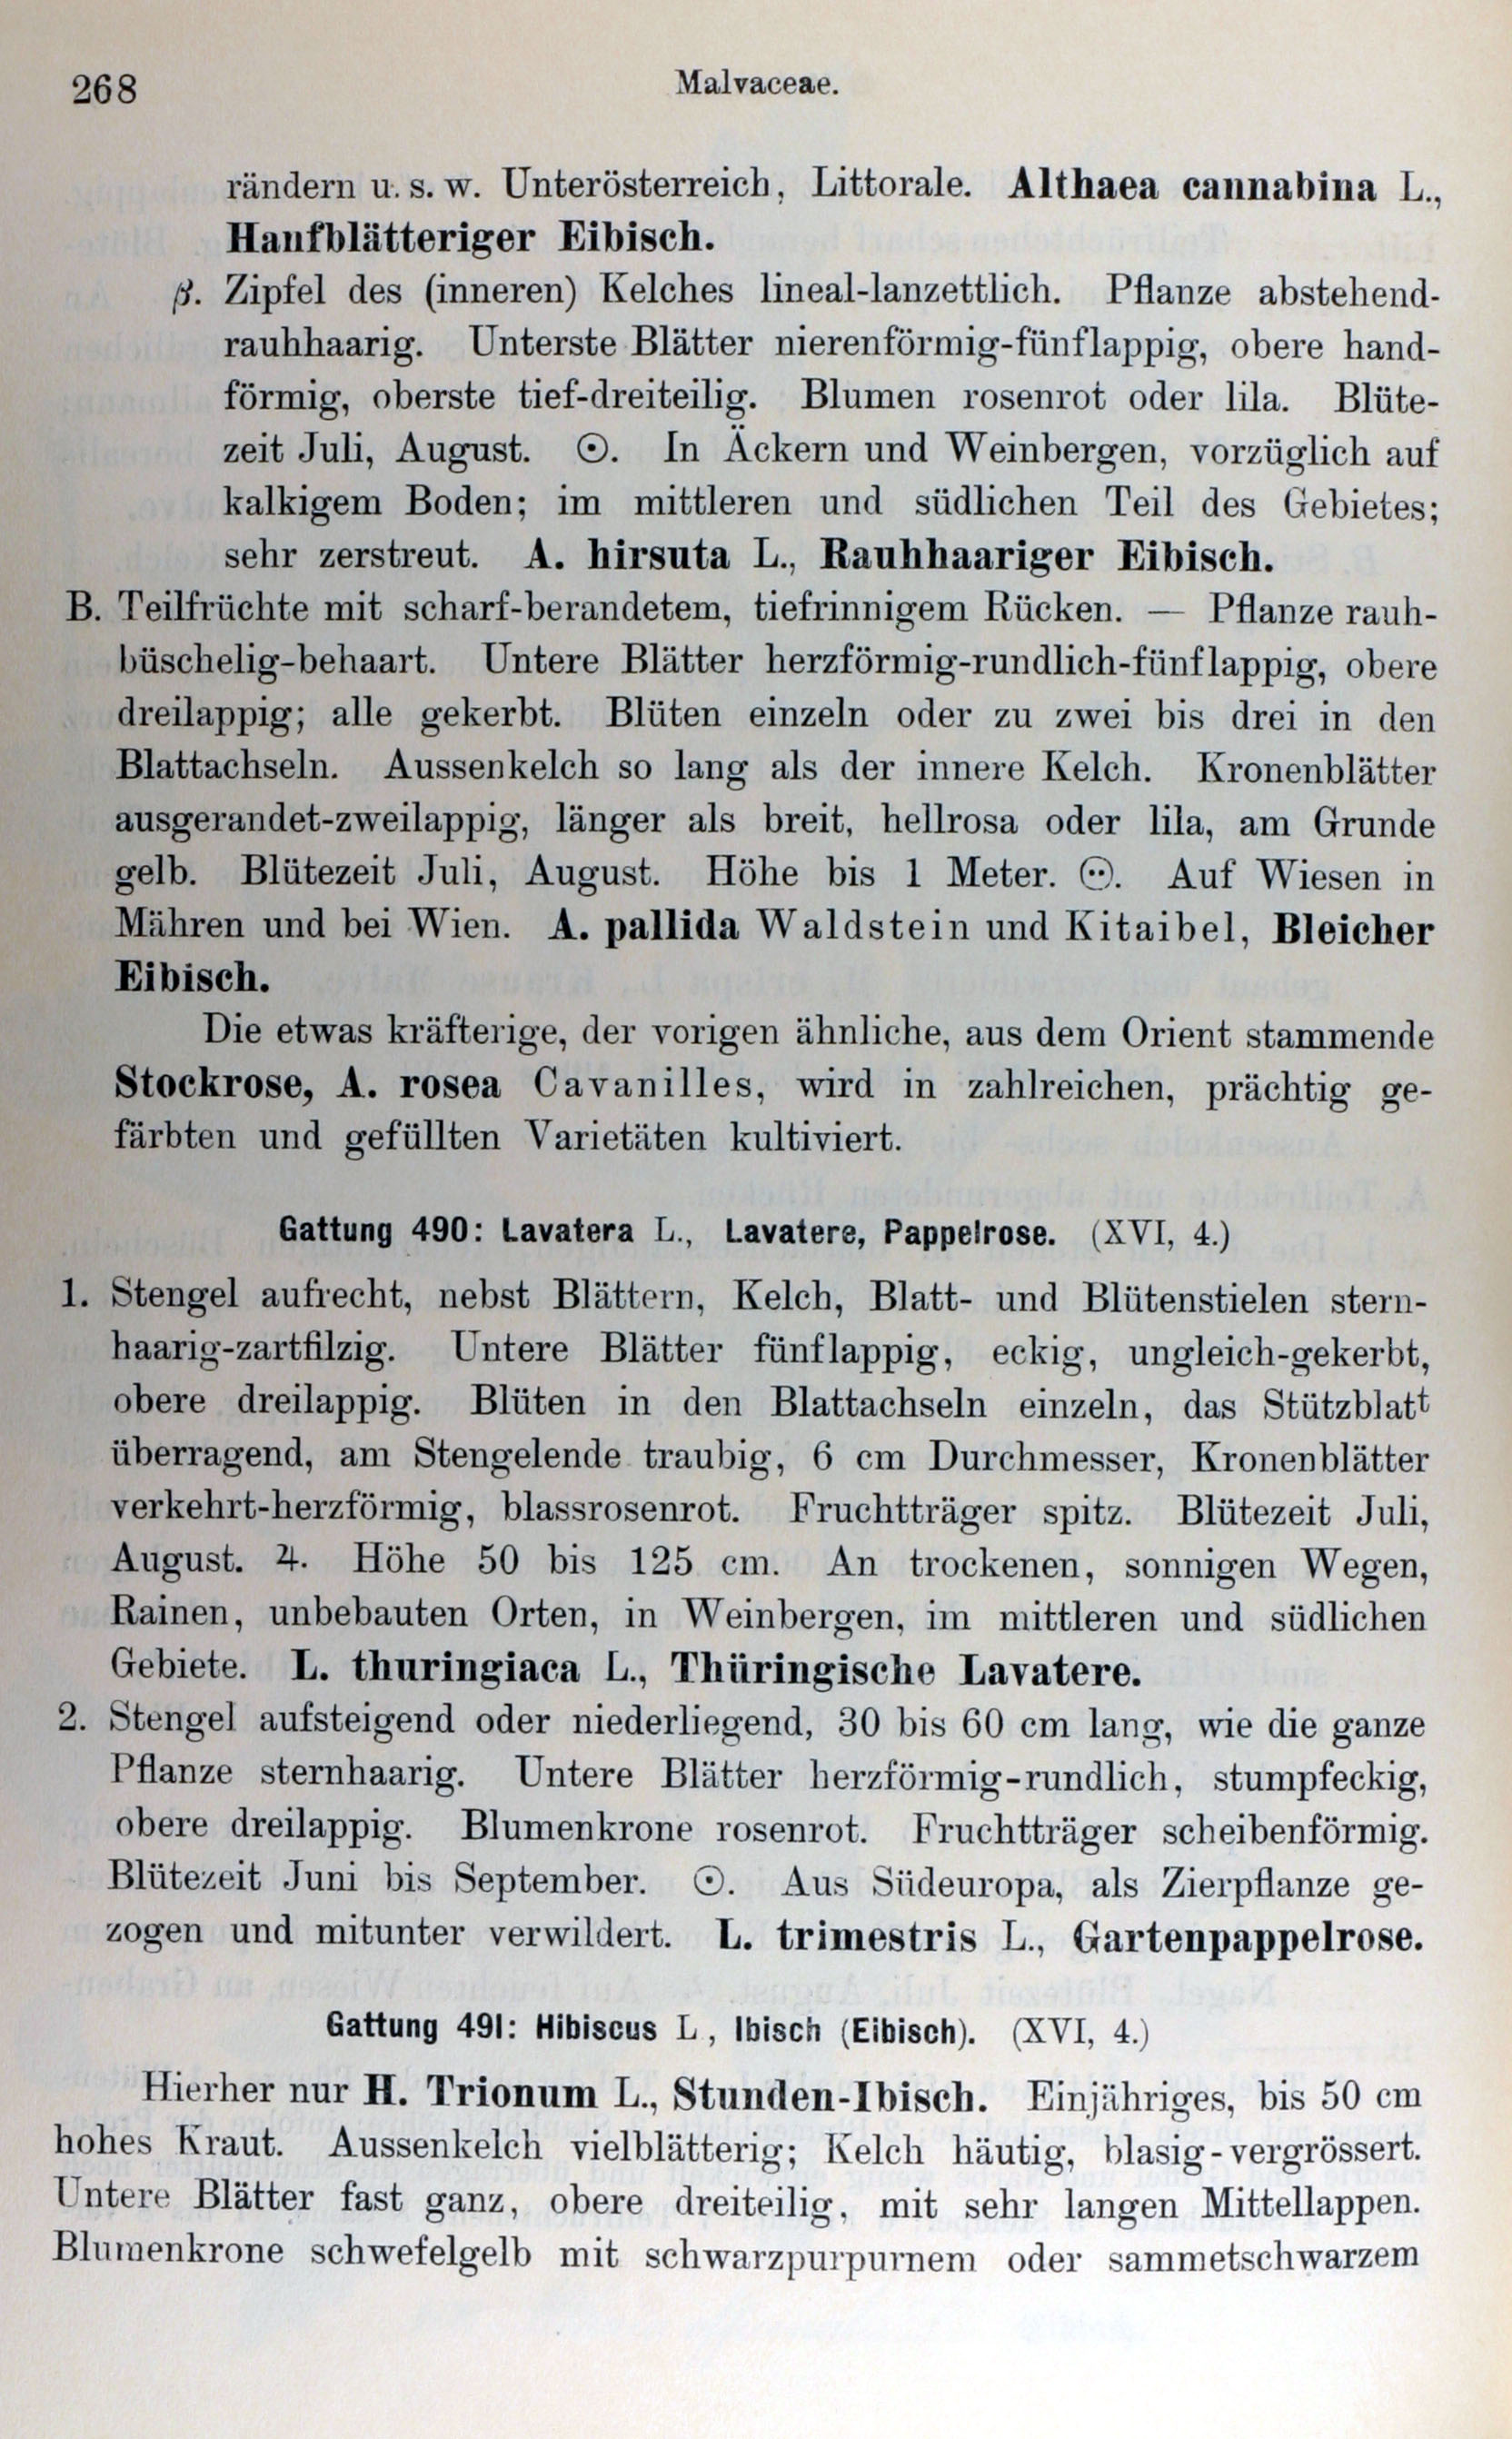 268
Malvaceae.
rändern u. s. w. Unterösterreich, Littorale. Althaea cannabina L.,
Hanfblätteriger Eibisch.
β. Zipfel des (inneren) Kelches lineal-lanzettlich. Pflanze abstehend-
rauhhaarig. Unterste Blätter nierenförmig-fünflappig, obere hand-
förmig, oberste tief-dreiteilig. Blumen rosenrot oder lila. Blüte-
zeit Juli, August. ⊙. In Äckern und Weinbergen, vorzüglich auf
kalkigem Boden; im mittleren und südlichen Teil des Gebietes;
sehr zerstreut. A. hirsuta L., Rauhhaariger Eibisch.
B. Teilfrüchte mit scharf-berandetem, tiefrinnigem Rücken. — Pflanze rauh-
büschelig-behaart. Untere Blätter herzförmig-rundlich-fünflappig, obere
dreilappig; alle gekerbt. Blüten einzeln oder zu zwei bis drei in den
Blattachseln. Aussenkelch so lang als der innere Kelch. Kronenblätter
ausgerandet-zweilappig, länger als breit, hellrosa oder lila, am Grunde
gelb. Blütezeit Juli, August. Höhe bis 1 Meter. ⚇. Auf Wiesen in
Mähren und bei Wien. A. pallida Waldstein und Kitaibel, Bleicher
Eibisch.
Die etwas kräfterige, der vorigen ähnliche, aus dem Orient stammende
Stockrose, A. rosea Cavanilles, wird in zahlreichen, prächtig ge-
färbten und gefüllten Varietäten kultiviert.
Gattung 490: Lavatera L., Lavatere, Pappelrose. (XVI, 4.)
1. Stengel aufrecht, nebst Blättern, Kelch, Blatt- und Blütenstielen stern-
haarig-zartfilzig. Untere Blätter fünflappig, eckig, ungleich-gekerbt,
obere dreilappig. Blüten in den Blattachseln einzeln, das Stützblatt
überragend, am Stengelende traubig, 6 cm Durchmesser, Kronenblätter
verkehrt-herzförmig, blassrosenrot. Fruchtträger spitz. Blütezeit Juli,
August. ♃. Höhe 50 bis 125 cm. An trockenen, sonnigen Wegen,
Rainen, unbebauten Orten, in Weinbergen, im mittleren und südlichen
Gebiete. L. thuringiaca L., Thüringische Lavatere.
2. Stengel aufsteigend oder niederliegend, 30 bis 60 cm lang, wie die ganze
Pflanze sternhaarig. Untere Blätter herzförmig-rundlich, stumpfeckig,
obere dreilappig. Blumenkrone rosenrot. Fruchtträger scheibenförmig.
Blütezeit Juni bis September. ⊙. Aus Südeuropa, als Zierpflanze ge-
zogen und mitunter verwildert. L. trimestris L., Gartenpappelrose.
Gattung 491: Hibiscus L , Ibisch (Eibisch). (XVI, 4.)
Hierher nur H. Trionum L., Stunden-Ibisch. Einjähriges, bis 50 cm
hohes Kraut. Aussenkelch vielblätterig; Kelch häutig, blasig-vergrössert.
Untere Blätter fast ganz, obere dreiteilig, mit sehr langen Mittellappen.
Blumenkrone schwefelgelb mit schwarzpurpurnem oder sammetschwarzem